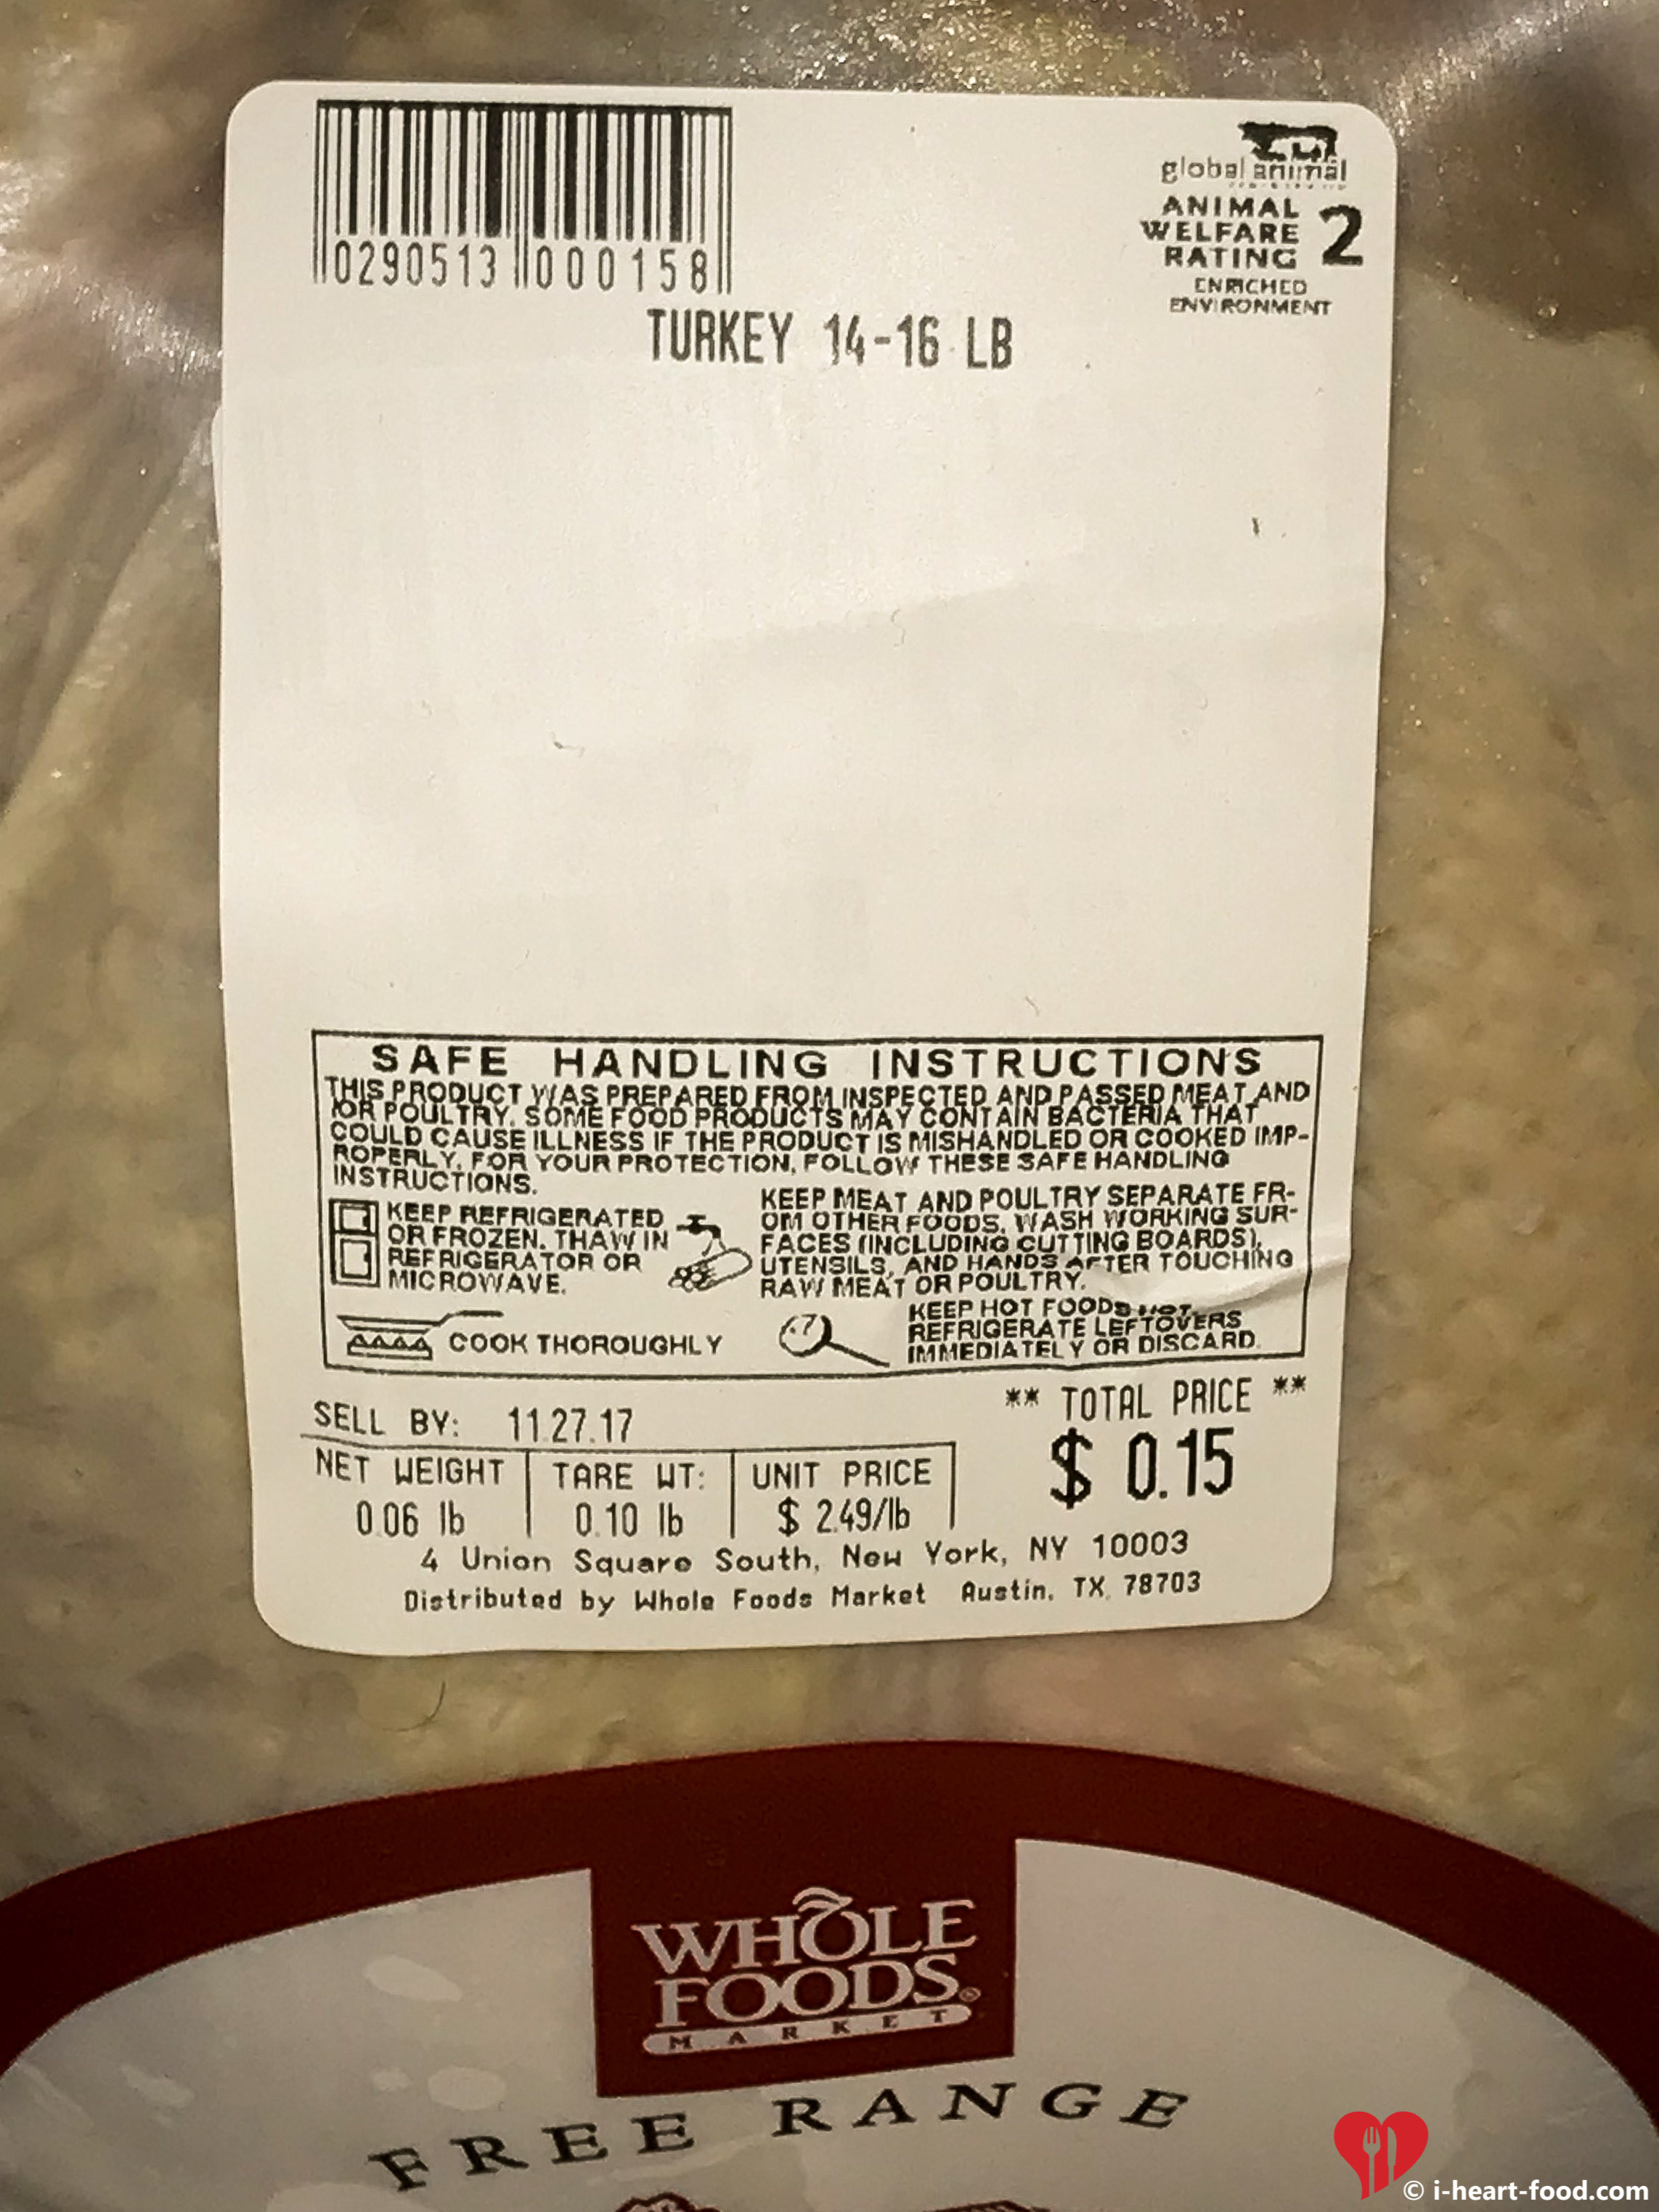 0290513 000158
global animal
ANIMAL
WELFARE
RATING
2
ENRICHED
ENVIRONMENT
TURKEY 14-16 LB
SAFE HANDLING INSTRUCTIONS
THIS PRODUCT WAS PREPARED FROM INSPECTED AND PASSED MEAT AND
/OR POULTRY. SOME FOOD PRODUCTS MAY CONTAIN BACTERIA THAT
COULD CAUSE ILLNESS IF THE PRODUCT IS MISHANDLED OR COOKED IMP-
ROPERLY. FOR YOUR PROTECTION, FOLLOW THESE SAFE HANDLING
INSTRUCTIONS.
KEEP REFRIGERATED
OR FROZEN. THAW IN
REFRIGERATOR OR
MICROWAVE.
KEEP MEAT AND POULTRY SEPARATE FR-
OM OTHER FOODS. WASH WORKING SUR-
FACES (INCLUDING CUTTING BOARDS),
UTENSILS, AND HANDS AFTER TOUCHING
RAW MEAT OR POULTRY.
COOK THOROUGHLY
KEEP HOT FOODS HOT.
REFRIGERATE LEFTOVERS
IMMEDIATELY OR DISCARD.
SELL BY: 11.27.17
** TOTAL PRICE **
$ 0.15
NET WEIGHT TARE WT: UNIT PRICE
0.06 lb 0.10 lb $ 2.49/lb
4 Union Square South, New York, NY 10003
Distributed by Whole Foods Market Austin, TX. 78703
WHOLE
FOODS®
MARKET
FREE RANGE
© i-heart-food.com